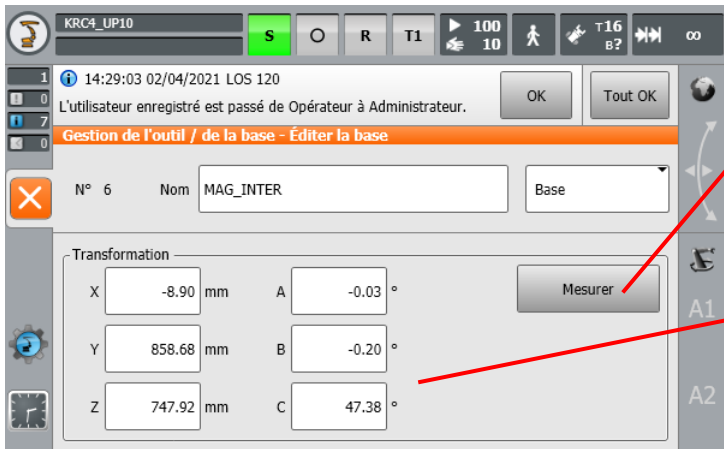 KRC4_UP10
S O R T1 100 10 T16 B? ∞
1
0
7
0
14:29:03 02/04/2021 LOS 120
L'utilisateur enregistré est passé de Opérateur à Administrateur.
OK Tout OK
Gestion de l'outil / de la base - Éditer la base
N° 6 Nom MAG_INTER Base
Transformation
X -8.90 mm A -0.03 ° Mesurer
Y 858.68 mm B -0.20 °
Z 747.92 mm C 47.38 °
A1
A2